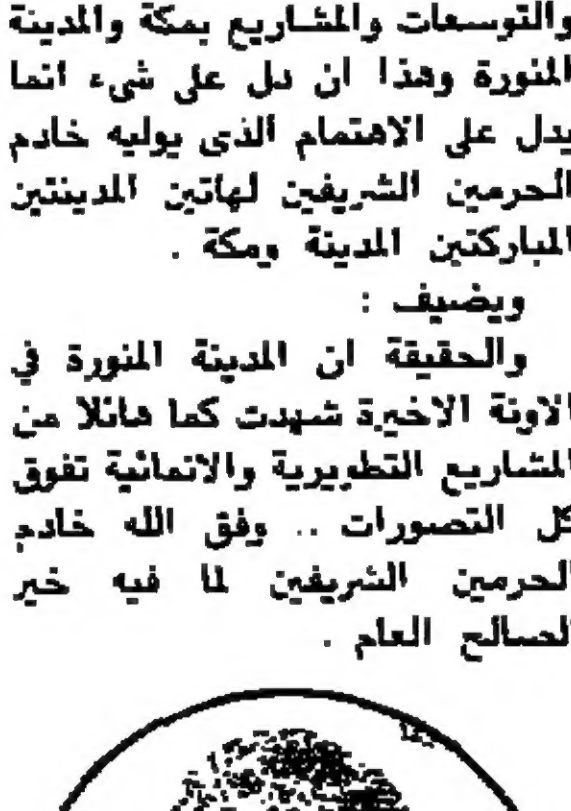 والتوسعات والمشاريع بمكة والمدينة
المنورة وهذا ان دل على شيء انما
يدل على الاهتمام الذى يوليه خادم
الحرمين الشريفين لهاتين المدينتين
المباركتين المدينة ومكة .
ويضيف :
والحقيقة ان المدينة المنورة في
الاونة الاخيرة شهدت كما هائلا من
المشاريع التطويرية والانمائية تفوق
كل التصورات .. وفق الله خادم
الحرمين الشريفين لما فيه خير
الصالح العام .